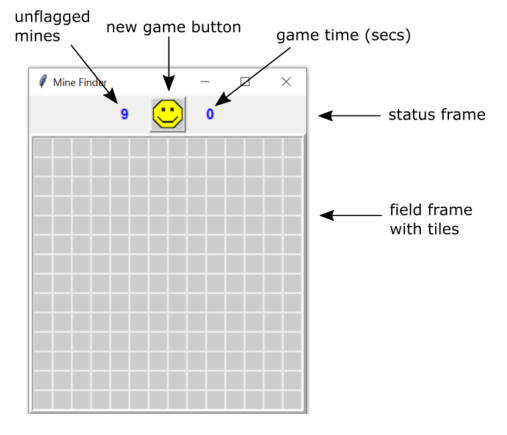 unflagged
mines
new game button
game time (secs)
Mine Finder
9
0
status frame
field frame
with tiles